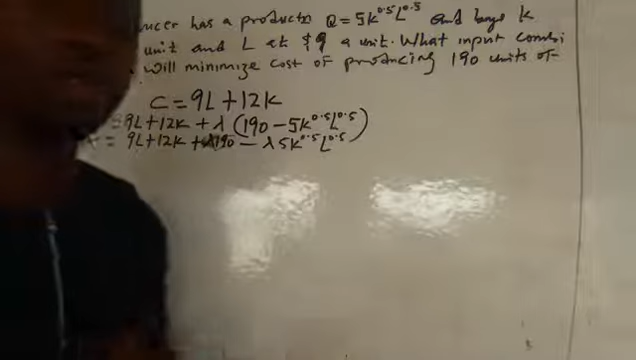 ucer has a production Q = 5K^0.5 L^0.5 and buys K
unit and L at $9 a unit. What input combi
will minimize cost of producing 190 units of
C = 9L + 12K
= 9L + 12K + λ (190 - 5K^0.5 L^0.5)
= 9L + 12K + λ190 - λ5K^0.5 L^0.5